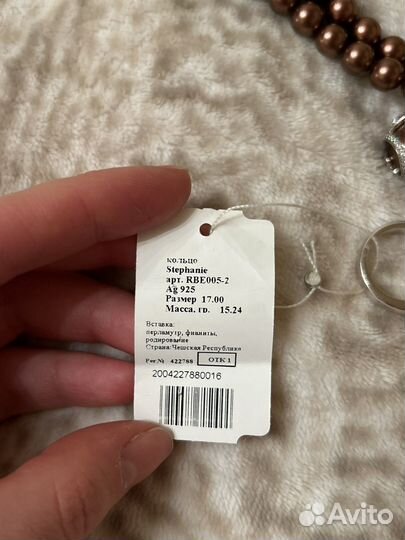 кольцо
Stephanie
арт. RBE005-2
Ag 925
Размер 17.00
Масса, гр. 15.24
Вставка:
перламутр, фианиты,
родирование
Страна:Чешская Республика
Рег.№ 422788 ОТК 1
2004227880016
Avito